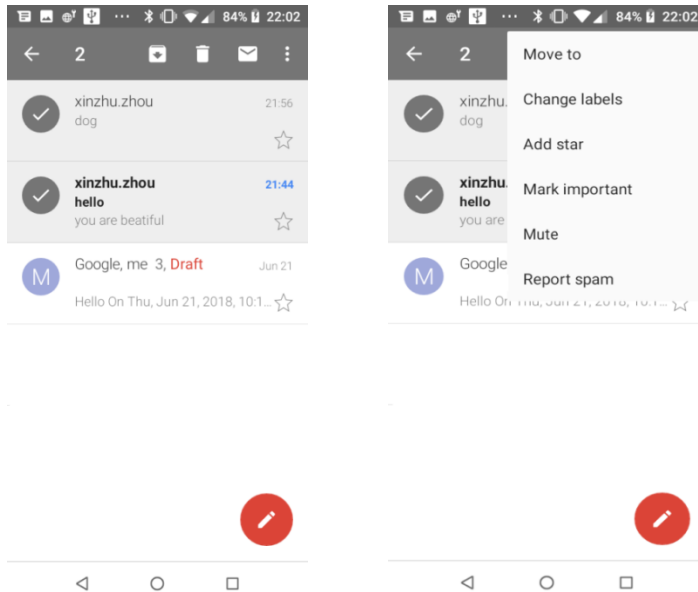 84% 22:02
2
xinzhu.zhou 21:56
dog
xinzhu.zhou 21:44
hello
you are beatiful
M Google, me 3, Draft Jun 21
Hello On Thu, Jun 21, 2018, 10:1...
84% 22:02
2
Move to
Change labels
Add star
Mark important
Mute
Report spam
xinzhu.
dog
xinzhu.
hello
you are
M Google
Hello On Thu, Jun 21, 2018, 10:1...